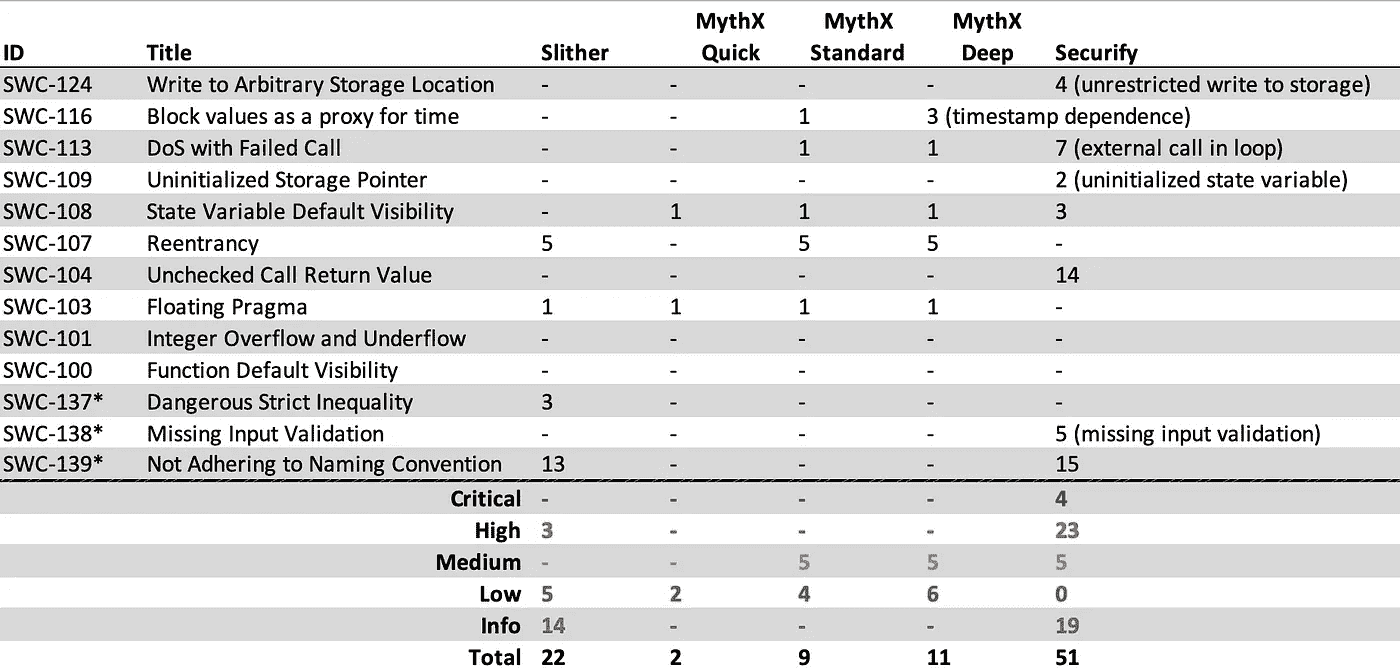 MythX MythX MythX
ID Title Slither Quick Standard Deep Securify
SWC-124 Write to Arbitrary Storage Location - - - - 4 (unrestricted write to storage)
SWC-116 Block values as a proxy for time - - 1 3 (timestamp dependence)
SWC-113 DoS with Failed Call - - 1 1 7 (external call in loop)
SWC-109 Uninitialized Storage Pointer - - - - 2 (uninitialized state variable)
SWC-108 State Variable Default Visibility - 1 1 1 3
SWC-107 Reentrancy 5 - 5 5 -
SWC-104 Unchecked Call Return Value - - - - 14
SWC-103 Floating Pragma 1 1 1 1 -
SWC-101 Integer Overflow and Underflow - - - - -
SWC-100 Function Default Visibility - - - - -
SWC-137* Dangerous Strict Inequality 3 - - - -
SWC-138* Missing Input Validation - - - - 5 (missing input validation)
SWC-139* Not Adhering to Naming Convention 13 - - - 15
Critical - - - - 4
High 3 - - - 23
Medium - - 5 5 5
Low 5 2 4 6 0
Info 14 - - - 19
Total 22 2 9 11 51